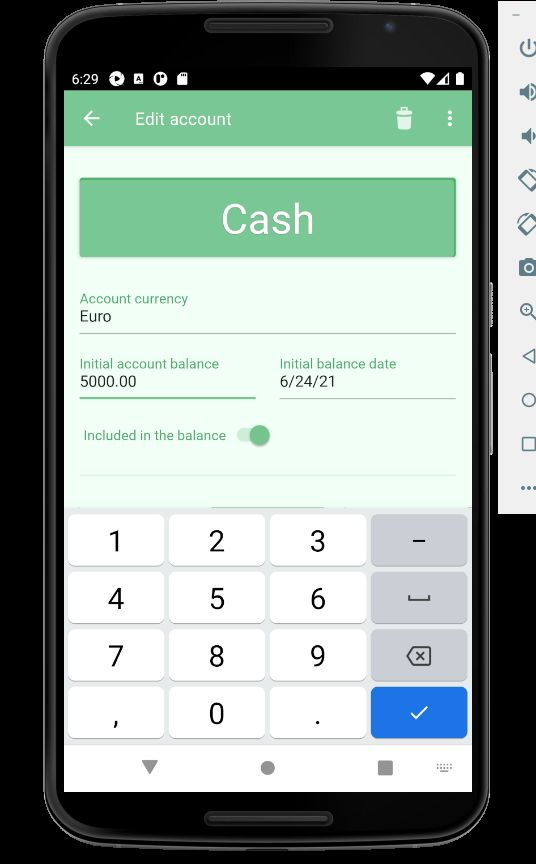 6:29
Edit account
Cash
Account currency
Euro
Initial account balance
Initial balance date
5000.00
6/24/21
Included in the balance
1 2 3 –
4 5 6
7 8 9
, 0 .